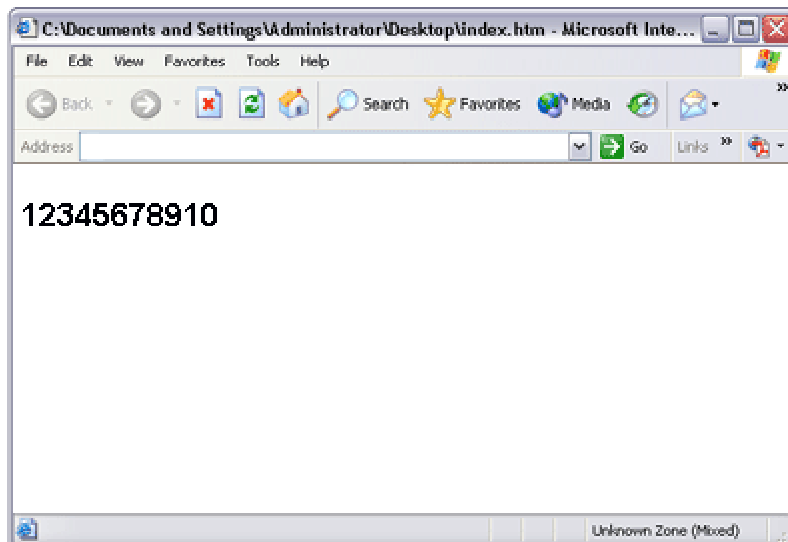 C:\Documents and Settings\Administrator\Desktop\index.htm - Microsoft Inte...
File Edit View Favorites Tools Help
Back Search Favorites Media
Address Go Links
12345678910
Unknown Zone (Mixed)